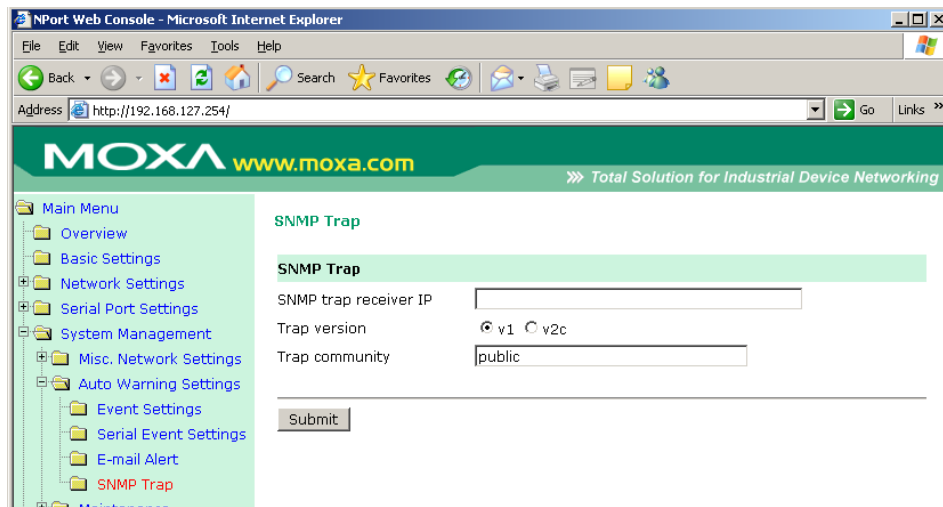 NPort Web Console - Microsoft Internet Explorer
File Edit View Favorites Tools Help
Back Search Favorites
Address http://192.168.127.254/ Go Links »
MOXA www.moxa.com
Total Solution for Industrial Device Networking
Main Menu
Overview
Basic Settings
Network Settings
Serial Port Settings
System Management
Misc. Network Settings
Auto Warning Settings
Event Settings
Serial Event Settings
E-mail Alert
SNMP Trap
Maintenance
SNMP Trap
SNMP Trap
SNMP trap receiver IP
Trap version v1 v2c
Trap community public
Submit